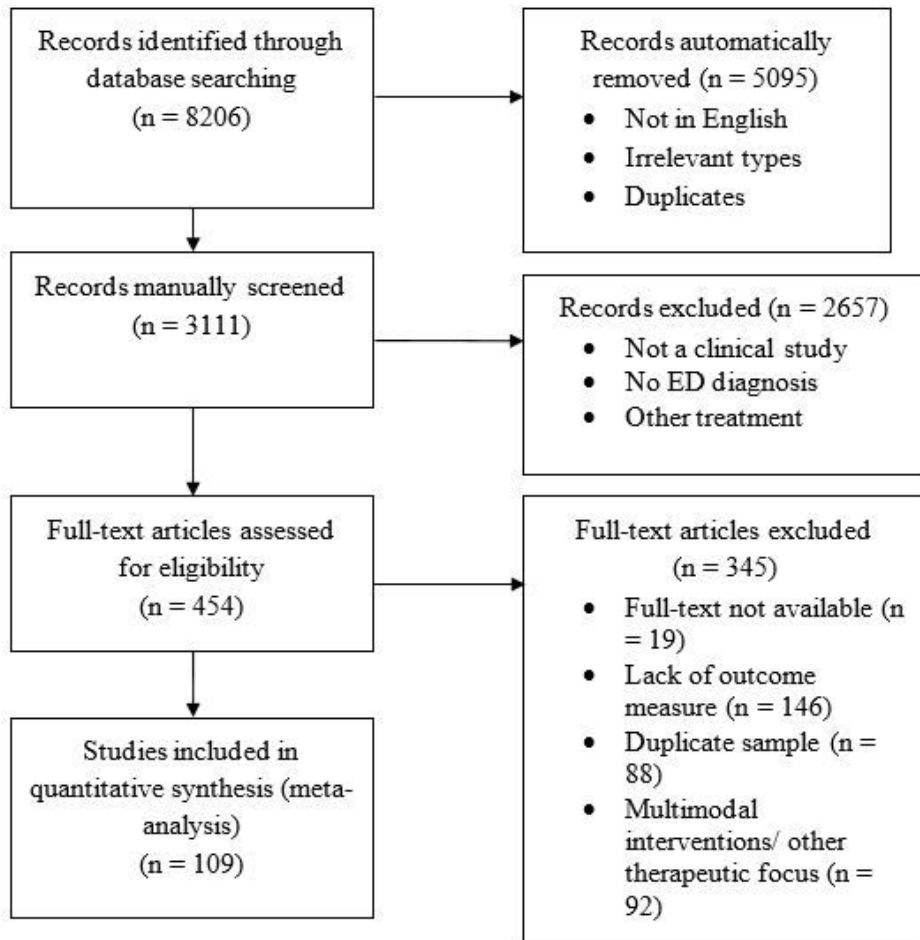 Records identified through
database searching
(n = 8206)
Records automatically
removed (n = 5095)
• Not in English
• Irrelevant types
• Duplicates
Records manually screened
(n = 3111)
Records excluded (n = 2657)
• Not a clinical study
• No ED diagnosis
• Other treatment
Full-text articles assessed
for eligibility
(n = 454)
Full-text articles excluded
(n = 345)
• Full-text not available (n
= 19)
• Lack of outcome
measure (n = 146)
• Duplicate sample (n =
88)
• Multimodal
interventions/ other
therapeutic focus (n =
92)
Studies included in
quantitative synthesis (meta-
analysis)
(n = 109)